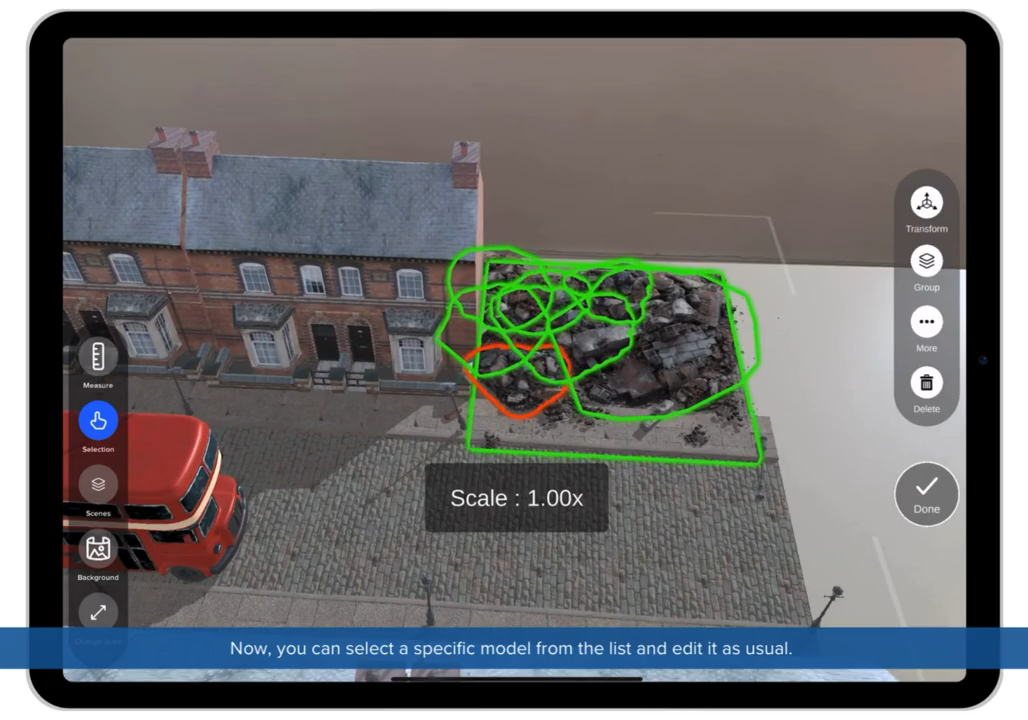 Transform
Group
More
Delete
Done
Measure
Selection
Scenes
Background
Scale : 1.00x
Now, you can select a specific model from the list and edit it as usual.